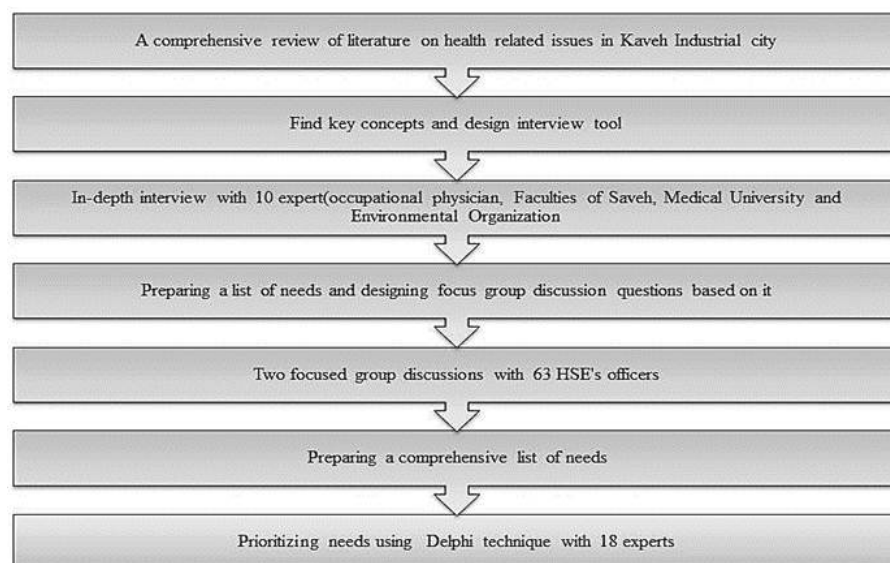 A comprehensive review of literature on health related issues in Kaveh Industrial city
Find key concepts and design interview tool
In-depth interview with 10 expert(occupational physician, Faculties of Saveh, Medical University and
Environmental Organization
Preparing a list of needs and designing focus group discussion questions based on it
Two focused group discussions with 63 HSE's officers
Preparing a comprehensive list of needs
Prioritizing needs using Delphi technique with 18 experts